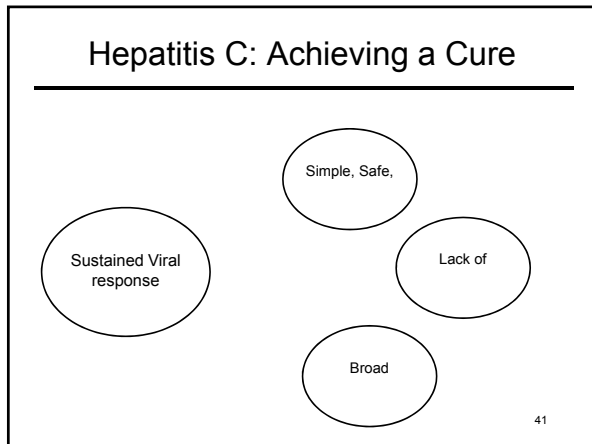 Hepatitis C: Achieving a Cure
Simple, Safe,
Sustained Viral
response
Lack of
Broad
41